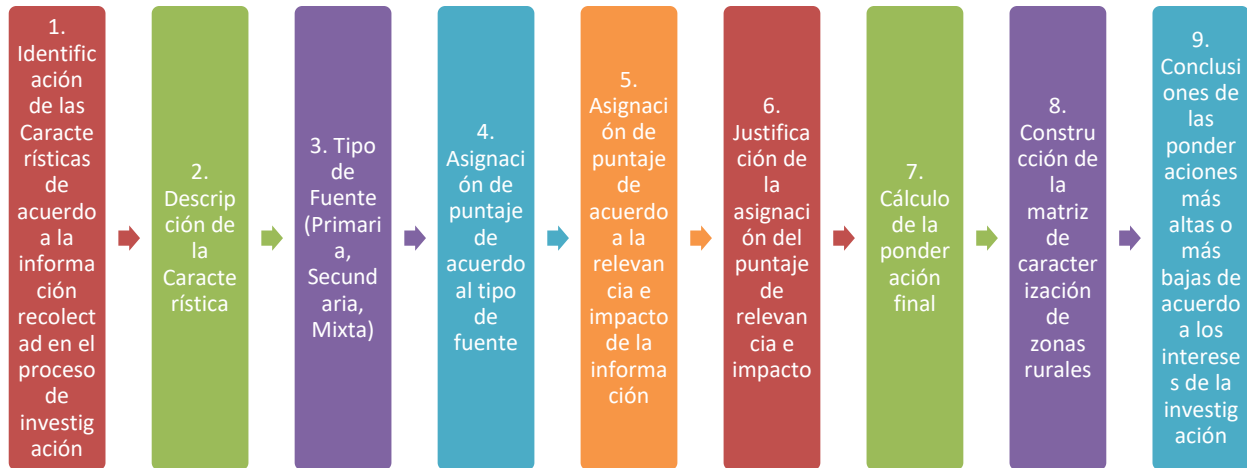 1.
Identific
ación
de las
Caracte
rísticas
de
acuerdo
a la
informa
ción
recolect
ad en el
proceso
de
investig
ación
2.
Descrip
ción de
la
Caracte
rística
3. Tipo
de
Fuente
(Primari
a,
Secund
aria,
Mixta)
4.
Asignaci
ón de
puntaje
de
acuerdo
al tipo
de
fuente
5.
Asignaci
ón de
puntaje
de
acuerdo
a la
relevan
cia e
impacto
de la
informa
ción
6.
Justifica
ción de
la
asignaci
ón del
puntaje
de
relevan
cia e
impacto
7.
Cálculo
de la
ponder
ación
final
8.
Constru
cción de
la
matriz
de
caracter
ización
de
zonas
rurales
9.
Conclusi
ones de
las
ponder
aciones
más
altas o
más
bajas de
acuerdo
a los
interese
s de la
investig
ación